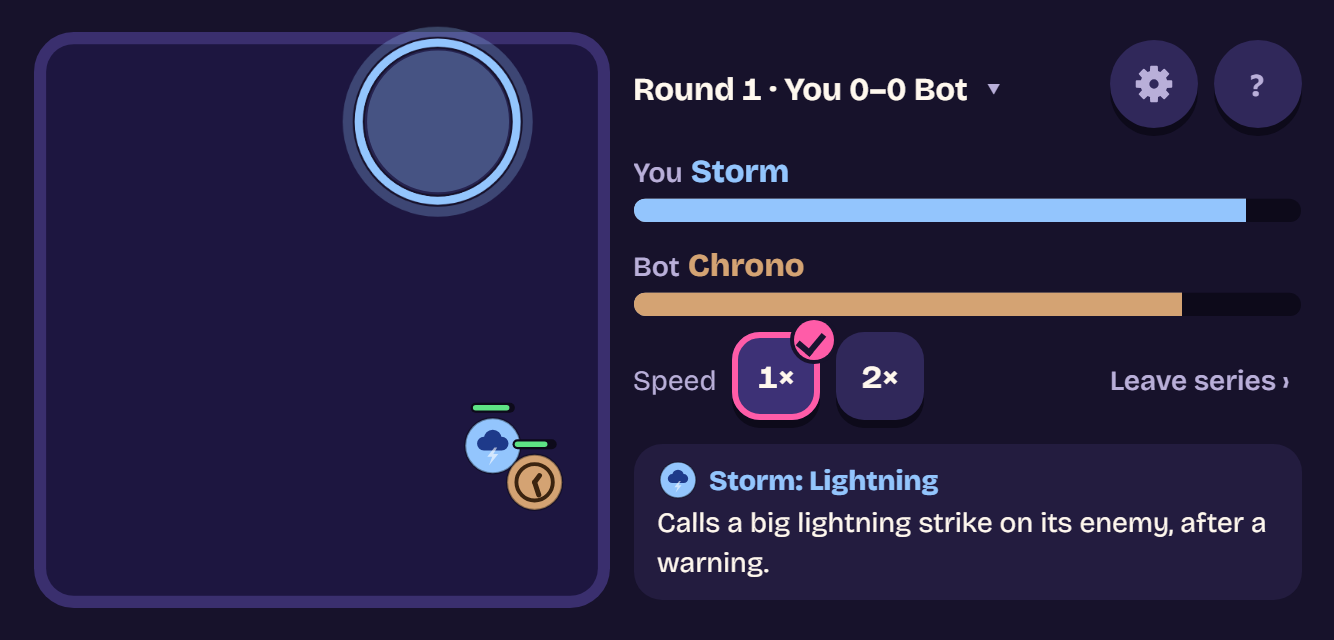 Round 1 · You 0–0 Bot ▼
?
You Storm
Bot Chrono
Speed 1× 2× Leave series ›
Storm: Lightning
Calls a big lightning strike on its enemy, after a
warning.